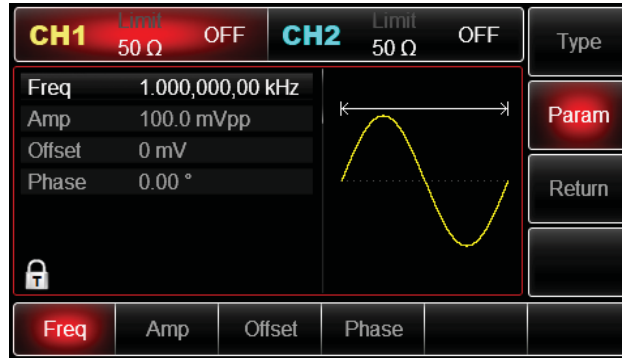 CH1 Limit 50 Ω OFF CH2 Limit 50 Ω OFF Type
Freq 1.000,000,00 kHz
Amp 100.0 mVpp Param
Offset 0 mV
Phase 0.00 ° Return
T
Freq Amp Offset Phase